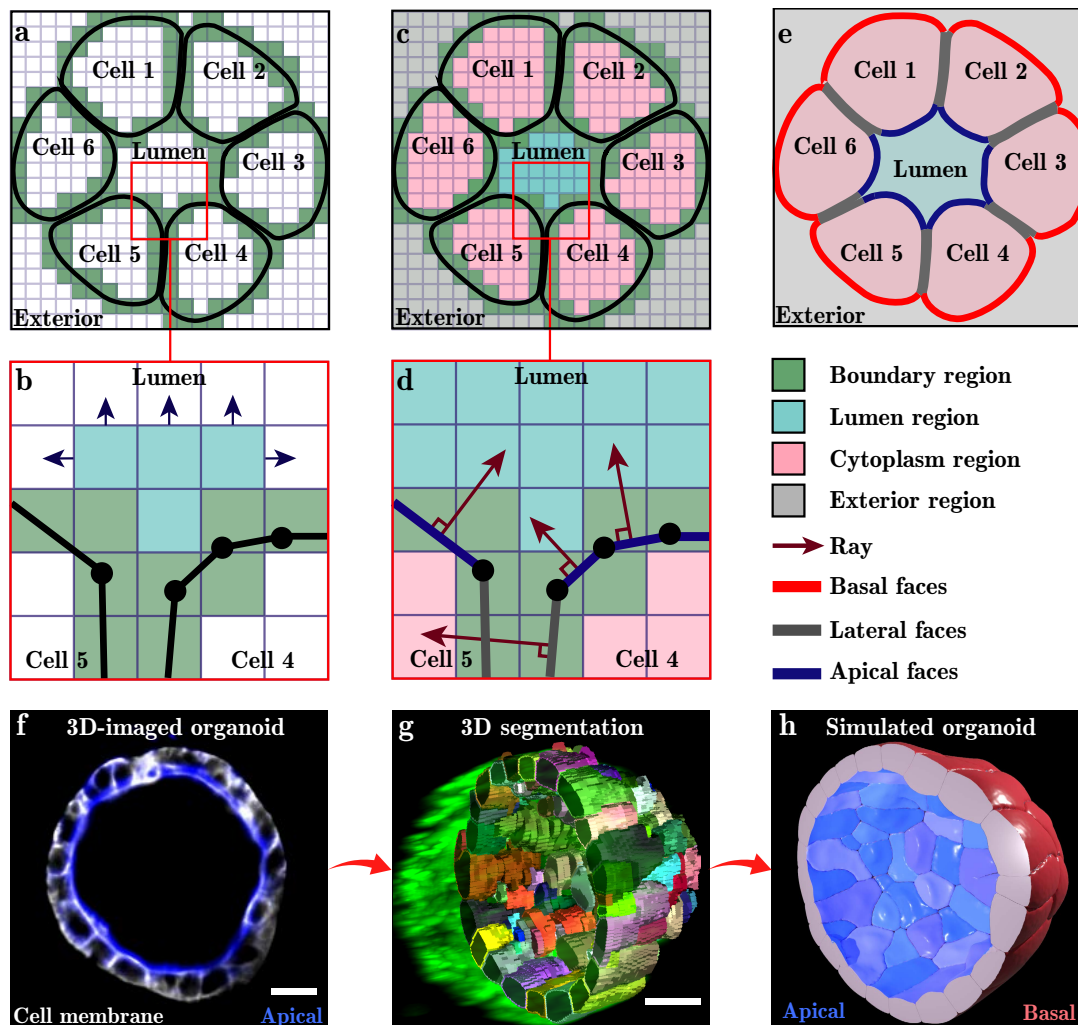 a
Cell 1
Cell 2
Cell 6
Lumen
Cell 3
Cell 5
Cell 4
Exterior
c
Cell 1
Cell 2
Cell 6
Lumen
Cell 3
Cell 5
Cell 4
Exterior
e
Cell 1
Cell 2
Cell 6
Lumen
Cell 3
Cell 5
Cell 4
Exterior
b
Lumen
Cell 5
Cell 4
d
Lumen
Cell 5
Cell 4
Boundary region
Lumen region
Cytoplasm region
Exterior region
Ray
Basal faces
Lateral faces
Apical faces
f
3D-imaged organoid
Cell membrane
Apical
g
3D segmentation
h
Simulated organoid
Apical
Basal